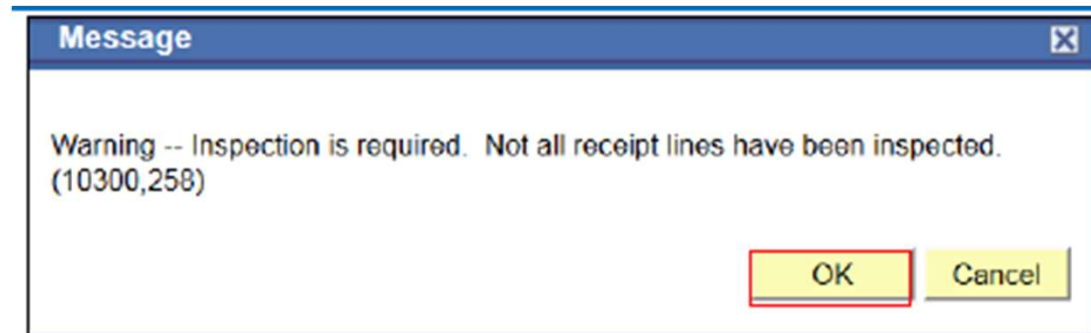 Message
Warning -- Inspection is required.  Not all receipt lines have been inspected.
(10300,258)
OK
Cancel